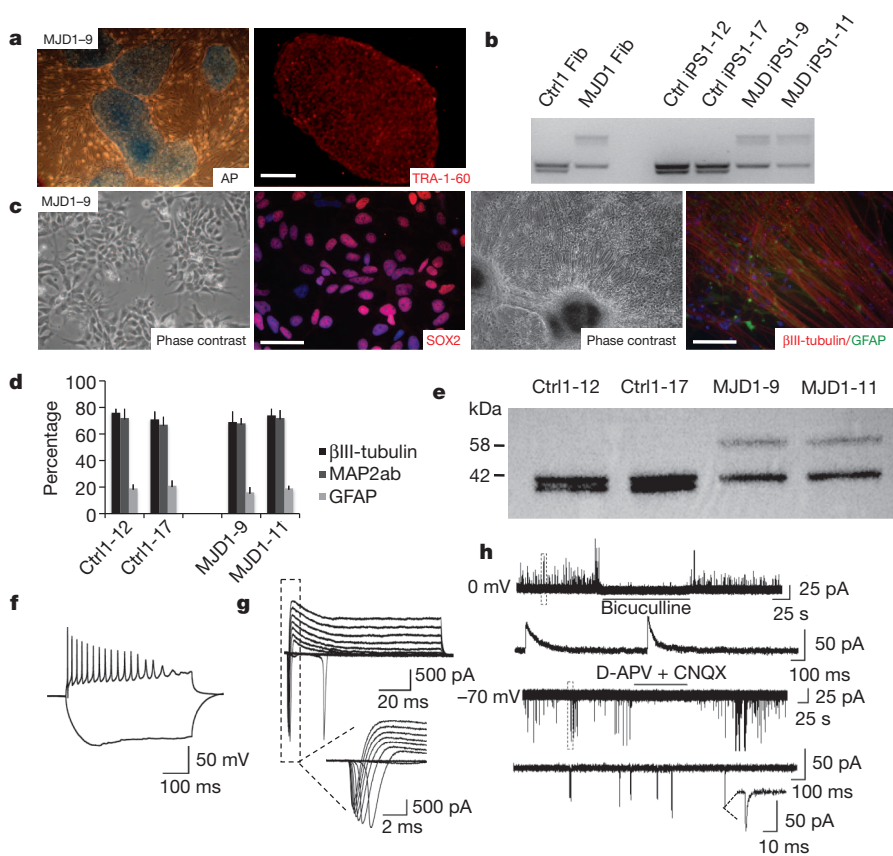 a
MJD1–9
AP
TRA-1-60
b
Ctrl1 Fib
MJD1 Fib
Ctrl iPS1-12
Ctrl iPS1-17
MJD iPS1-9
MJD iPS1-11
c
MJD1–9
Phase contrast
SOX2
Phase contrast
βIII-tubulin/GFAP
d
Percentage
80
60
40
20
0
Ctrl1-12
Ctrl1-17
MJD1-9
MJD1-11
βIII-tubulin
MAP2ab
GFAP
e
Ctrl1-12 Ctrl1-17 MJD1-9 MJD1-11
kDa
58
42
f
50 mV
100 ms
g
500 pA
20 ms
500 pA
2 ms
h
0 mV
Bicuculline
25 pA
25 s
50 pA
100 ms
D-APV + CNQX
–70 mV
25 pA
25 s
50 pA
100 ms
50 pA
10 ms